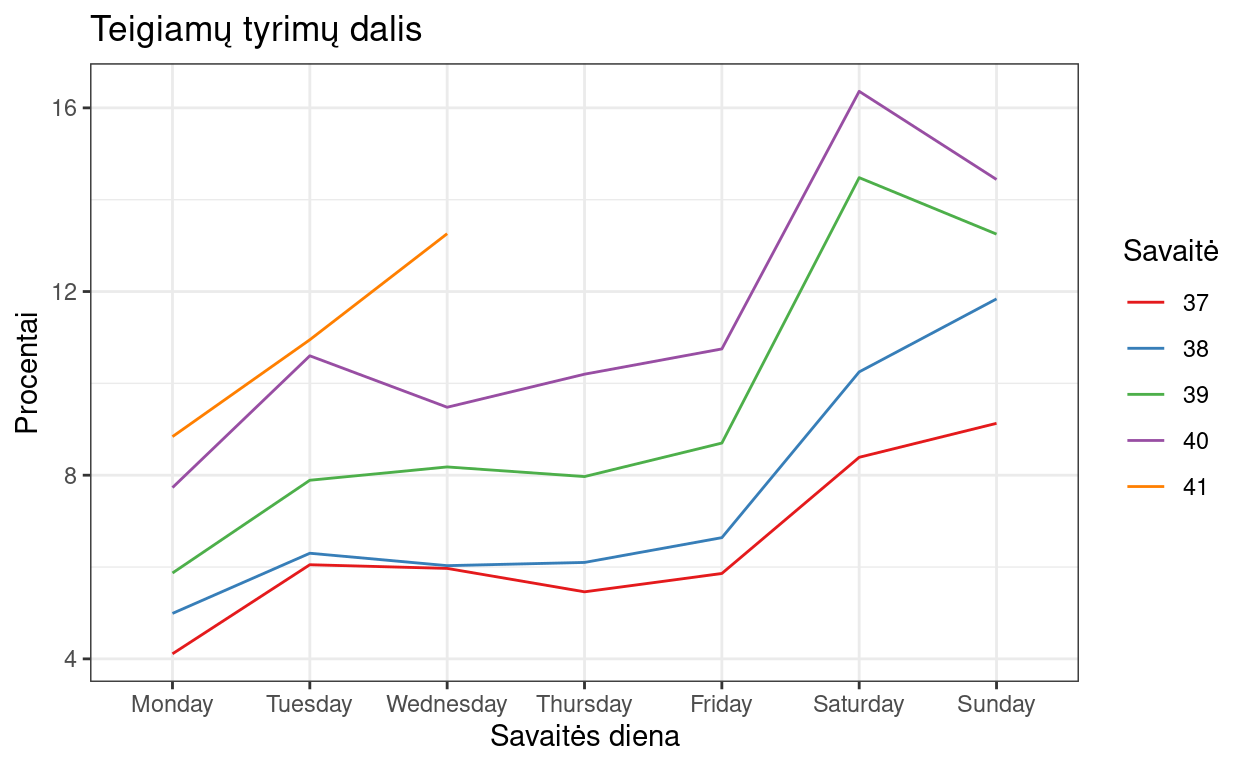 Teigiamų tyrimų dalis
Procentai
16
12
8
4
Monday Tuesday Wednesday Thursday Friday Saturday Sunday
Savaitės diena
Savaitė
37
38
39
40
41